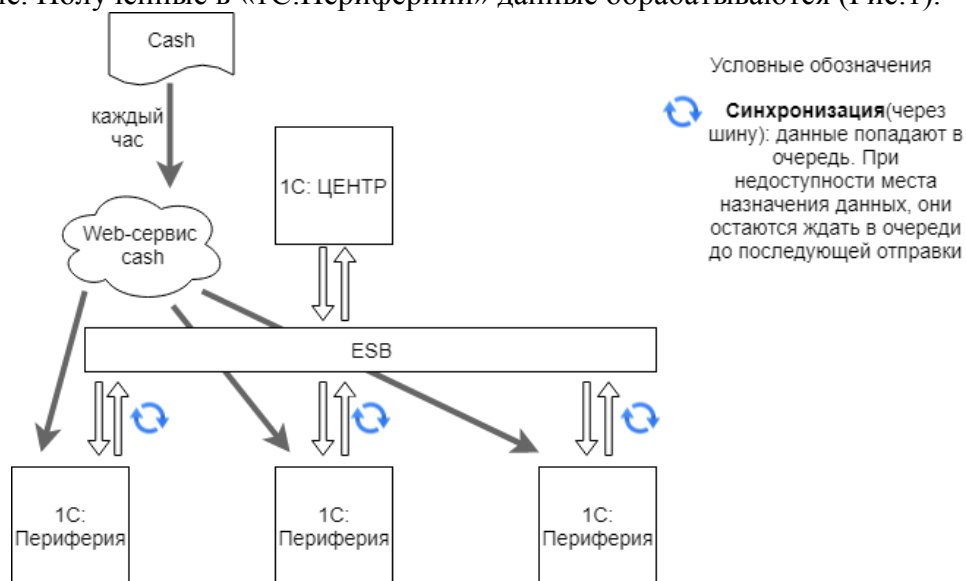 ис. Полученные в «1С:Периферии» данные обрабатываются (Рис.1).
Cash
каждый
час
Web-сервис
cash
1С: ЦЕНТР
ESB
1С:
Периферия
1С:
Периферия
1С:
Периферия
Условные обозначения
Синхронизация(через
шину): данные попадают в
очередь. При
недоступности места
назначения данных, они
остаются ждать в очереди
до последующей отправки